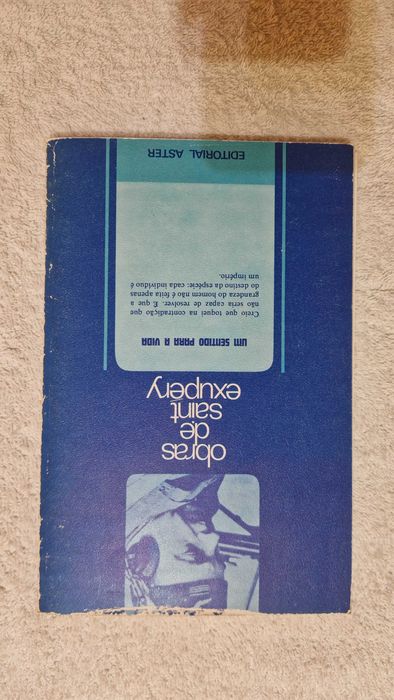 obras
de
saint
exupéry
UM SENTIDO PARA A VIDA
Creio que toquei na contradição que
não seria capaz de resolver. E que a
grandeza do homem não é feita apenas
do destino da espécie: cada indivíduo é
um império.
EDITORIAL ASTER